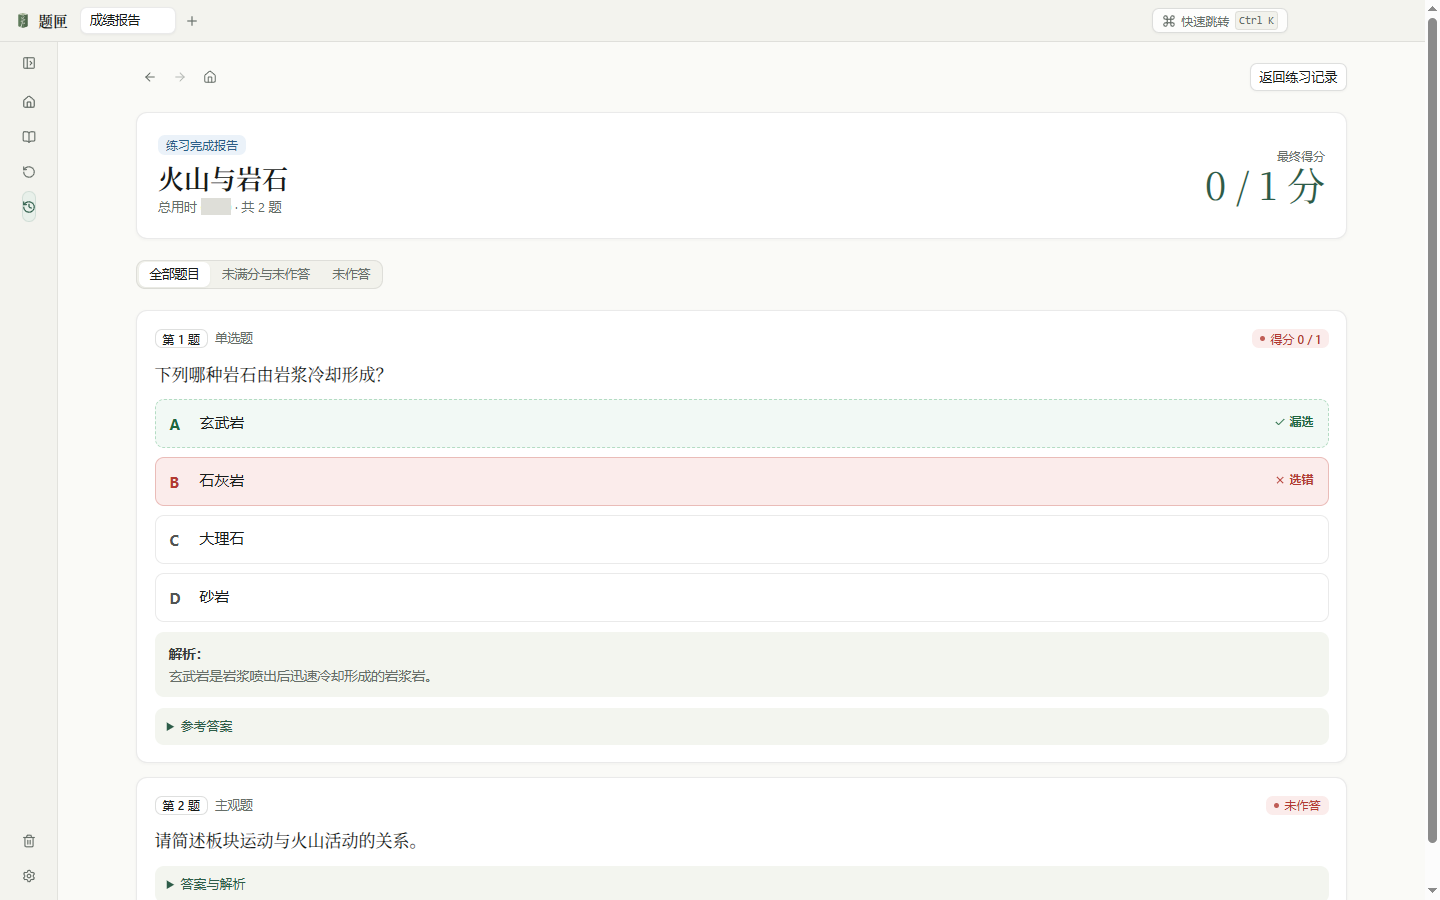 题匣
成绩报告
快速跳转 Ctrl K
返回练习记录
练习完成报告
火山与岩石
总用时 · 共 2 题
最终得分
0 / 1 分
全部题目 未满分与未作答 未作答
第 1 题 单选题
得分 0 / 1
下列哪种岩石由岩浆冷却形成？
A 玄武岩 漏选
B 石灰岩 选错
C 大理石
D 砂岩
解析：
玄武岩是岩浆喷出后迅速冷却形成的岩浆岩。
参考答案
第 2 题 主观题
未作答
请简述板块运动与火山活动的关系。
答案与解析